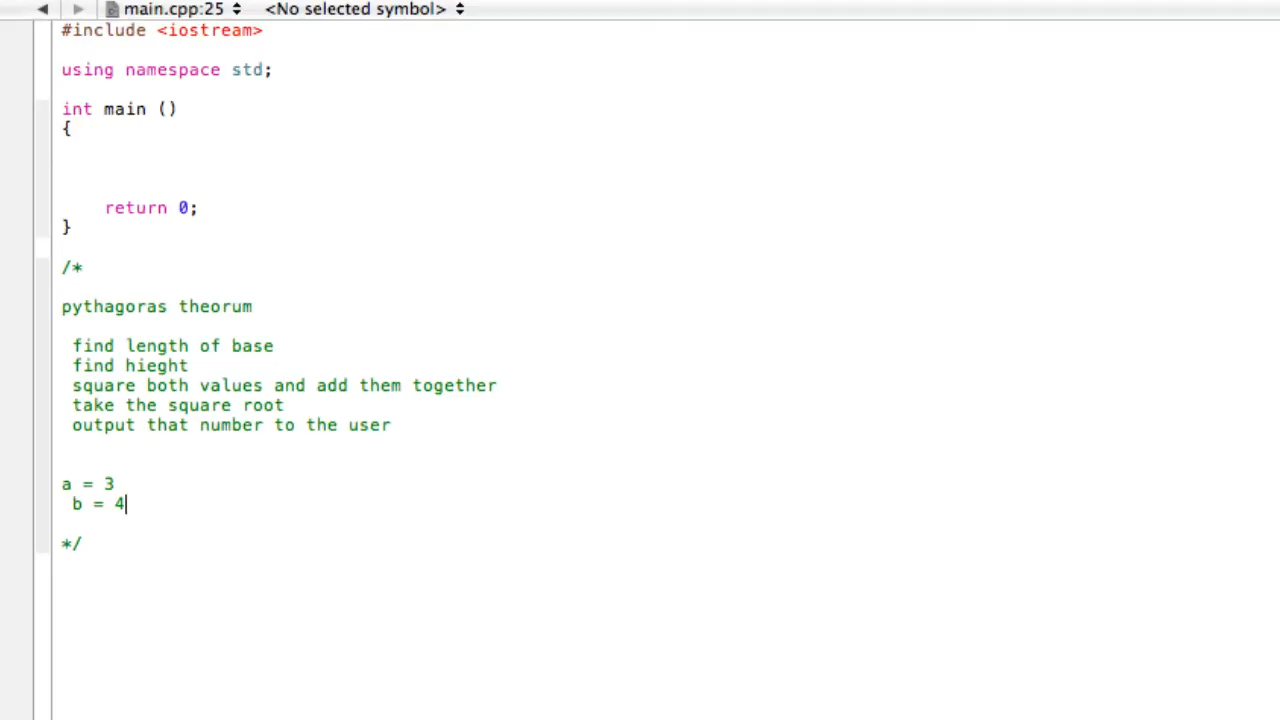 main.cpp:25 <No selected symbol>
#include <iostream>
using namespace std;
int main ()
{
return 0;
}
/*
pythagoras theorum
find length of base
find hieght
square both values and add them together
take the square root
output that number to the user
a = 3
b = 4
*/